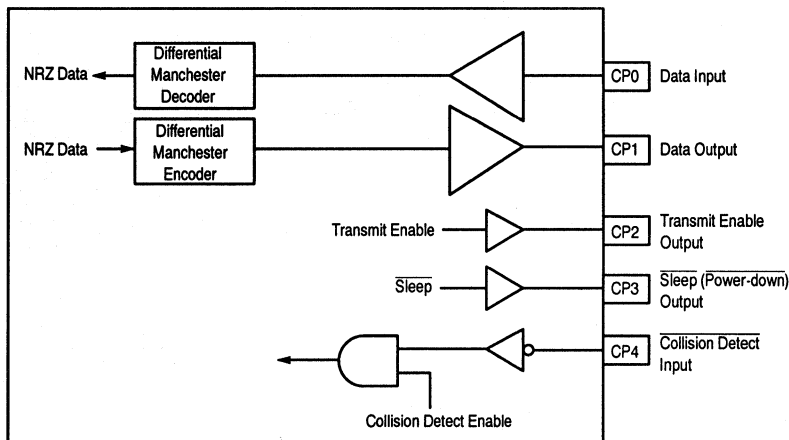 Differential
Manchester
Decoder
NRZ Data
CP0
Data Input
Differential
Manchester
Encoder
NRZ Data
CP1
Data Output
Transmit Enable
CP2
Transmit Enable
Output
Sleep
CP3
Sleep (Power-down)
Output
CP4
Collision Detect
Input
Collision Detect Enable